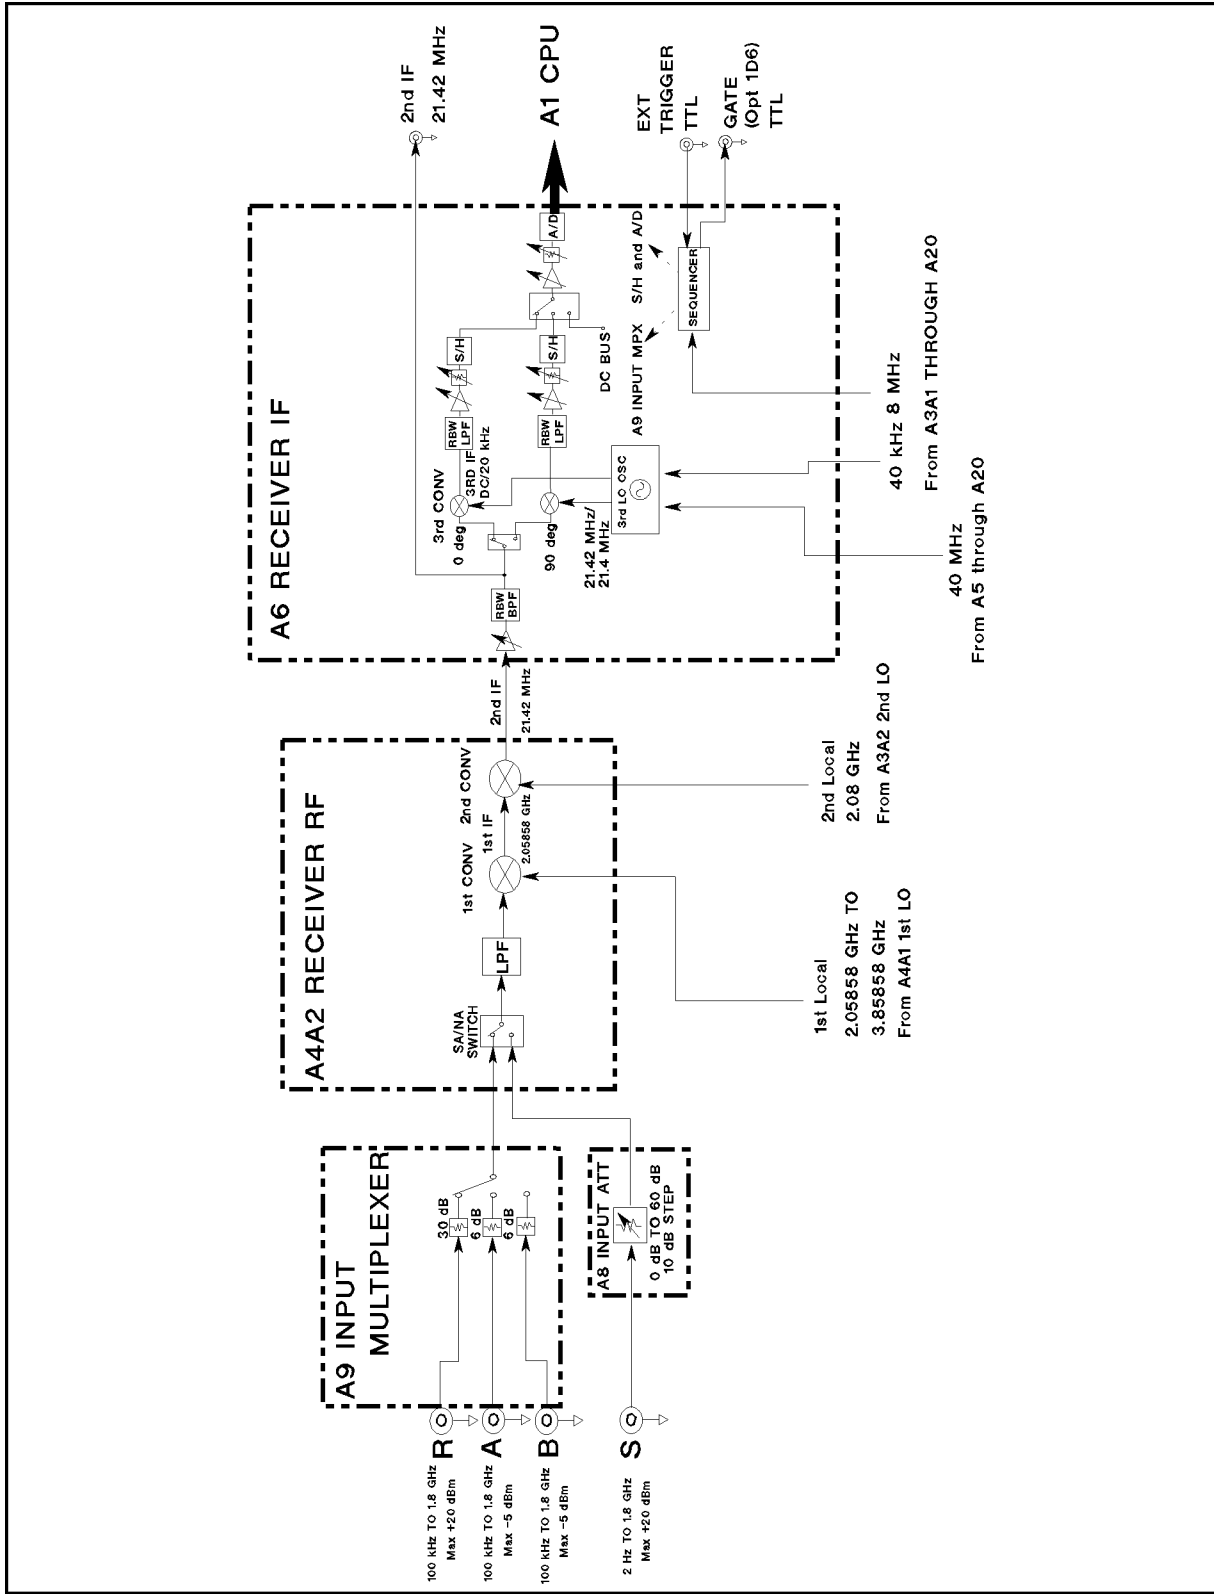 R
100 kHz TO 1.8 GHz
Max +20 dBm
A
100 kHz TO 1.8 GHz
Max -5 dBm
B
100 kHz TO 1.8 GHz
Max -5 dBm
S
2 Hz TO 1.8 GHz
Max +20 dBm
A9 INPUT
MULTIPLEXER
30 dB
6 dB
6 dB
A8 INPUT ATT
0 dB TO 60 dB
10 dB STEP
A4A2 RECEIVER RF
SA/NA
SWITCH
LPF
1st CONV
1st IF
2.05858 GHz
2nd CONV
1st Local
2.05858 GHz TO
3.85858 GHz
From A4A1 1st LO
2nd Local
2.08 GHz
From A3A2 2nd LO
2nd IF
21.42 MHz
A6 RECEIVER IF
RBW
BPF
3rd CONV
0 deg
90 deg
3RD IF
DC/20 kHz
21.42 MHz/
21.4 MHz
3rd LO OSC
RBW
LPF
RBW
LPF
S/H
S/H
DC BUS
A/D
A9 INPUT MPX
S/H and A/D
SEQUENCER
40 MHz
From A5 through A20
40 kHz 8 MHz
From A3A1 THROUGH A20
2nd IF
21.42 MHz
A1 CPU
EXT
TRIGGER
TTL
GATE
(Opt 1D6)
TTL